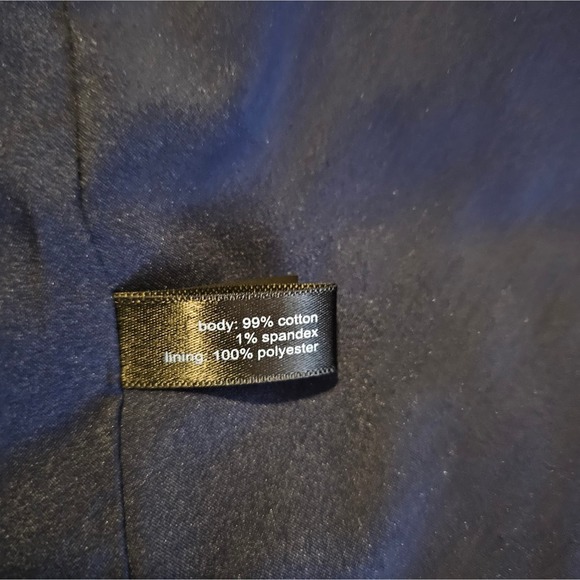 body: 99% cotton
1% spandex
lining: 100% polyester